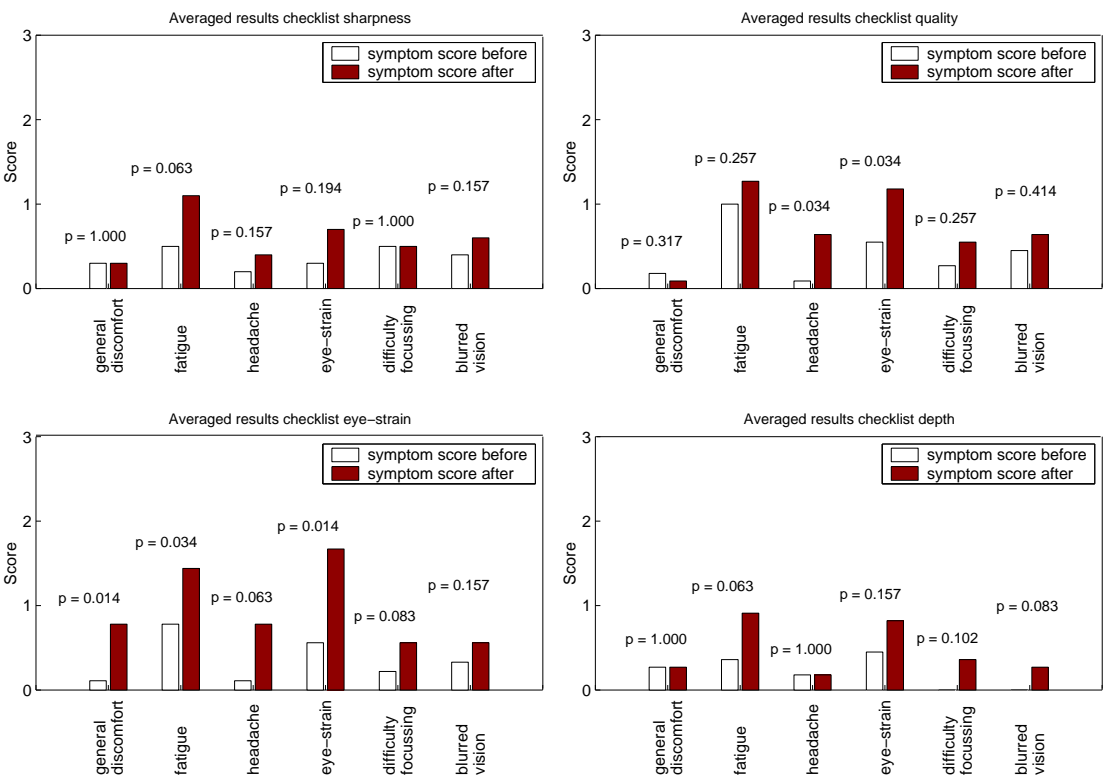 Averaged results checklist sharpness
3
2
1
0
Score
symptom score before
symptom score after
p = 1.000
p = 0.063
p = 0.157
p = 0.194
p = 1.000
p = 0.157
general
discomfort
fatigue
headache
eye−strain
difficulty
focussing
blurred
vision
Averaged results checklist quality
3
2
1
0
Score
symptom score before
symptom score after
p = 0.317
p = 0.257
p = 0.034
p = 0.034
p = 0.257
p = 0.414
general
discomfort
fatigue
headache
eye−strain
difficulty
focussing
blurred
vision
Averaged results checklist eye−strain
3
2
1
0
Score
symptom score before
symptom score after
p = 0.014
p = 0.034
p = 0.063
p = 0.014
p = 0.083
p = 0.157
general
discomfort
fatigue
headache
eye−strain
difficulty
focussing
blurred
vision
Averaged results checklist depth
3
2
1
0
Score
symptom score before
symptom score after
p = 1.000
p = 0.063
p = 1.000
p = 0.157
p = 0.102
p = 0.083
general
discomfort
fatigue
headache
eye−strain
difficulty
focussing
blurred
vision